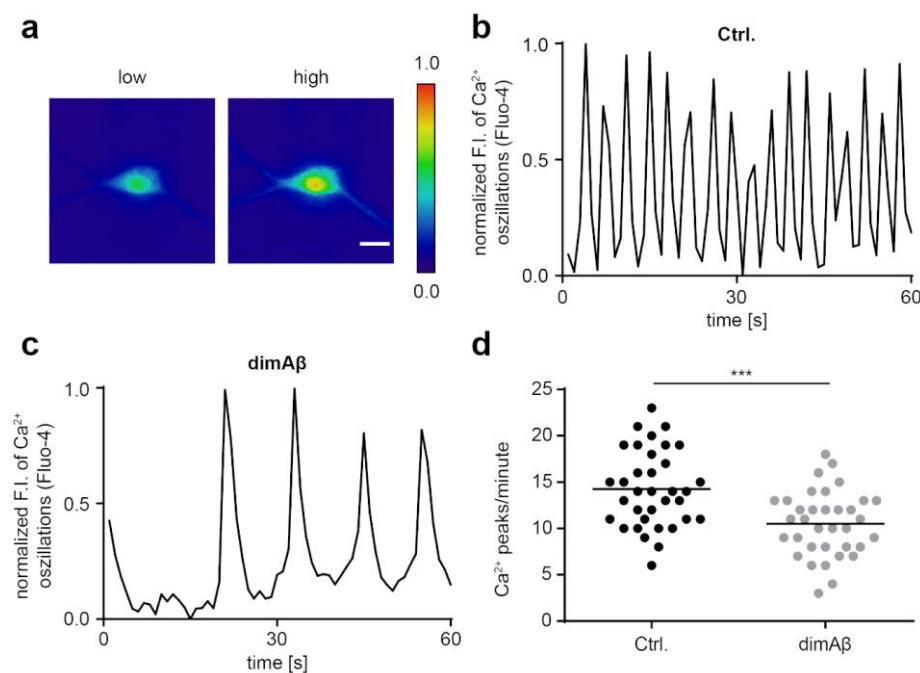 a
low
high
1.0
0.0
b
Ctrl.
normalized F.I. of Ca²⁺
oszillations (Fluo-4)
1.0
0.5
0.0
0
30
60
time [s]
c
dimAβ
normalized F.I. of Ca²⁺
oszillations (Fluo-4)
1.0
0.5
0.0
0
30
60
time [s]
d
***
Ca²⁺ peaks/minute
25
20
15
10
5
0
Ctrl.
dimAβ